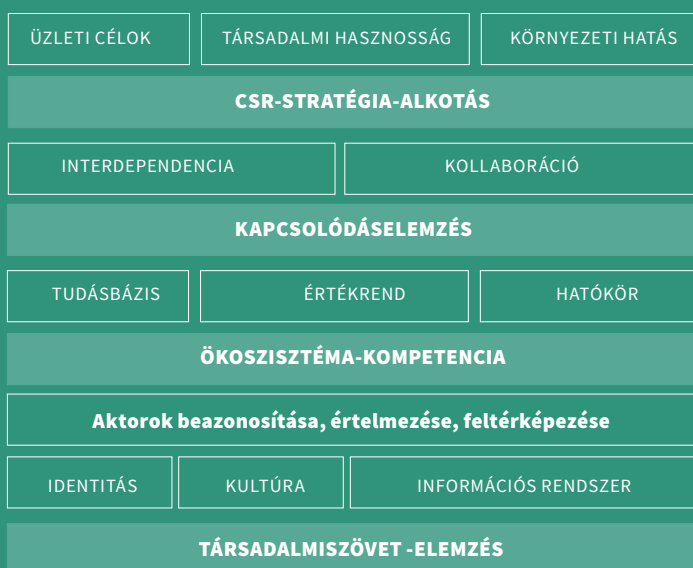 ÜZLETI CÉLOK TÁRSADALMI HASZNOSSÁG KÖRNYEZETI HATÁS
CSR-STRATÉGIA-ALKOTÁS
INTERDEPENDENCIA KOLLABORÁCIÓ
KAPCSOLÓDÁSELEMZÉS
TUDÁSBÁZIS ÉRTÉKREND HATÓKÖR
ÖKOSZISZTÉMA-KOMPETENCIA
Aktorok beazonosítása, értelmezése, feltérképezése
IDENTITÁS KULTÚRA INFORMÁCIÓS RENDSZER
TÁRSADALMISZÖVET -ELEMZÉS